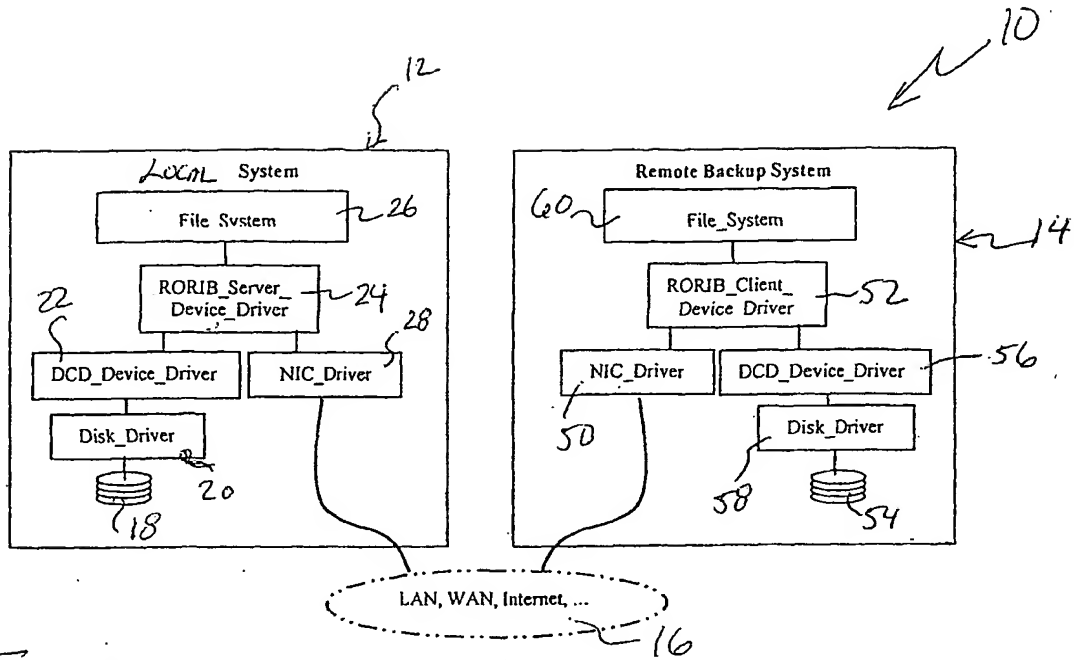 10
12
LOCAL System
File System
26
RORIB_Server_
Device_Driver
24
22
28
DCD_Device_Driver
NIC_Driver
Disk_Driver
20
18
Remote Backup System
60
File_System
14
RORIB_Client_
Device Driver
52
NIC_Driver
DCD_Device_Driver
56
50
Disk_Driver
58
54
LAN, WAN, Internet, ...
16